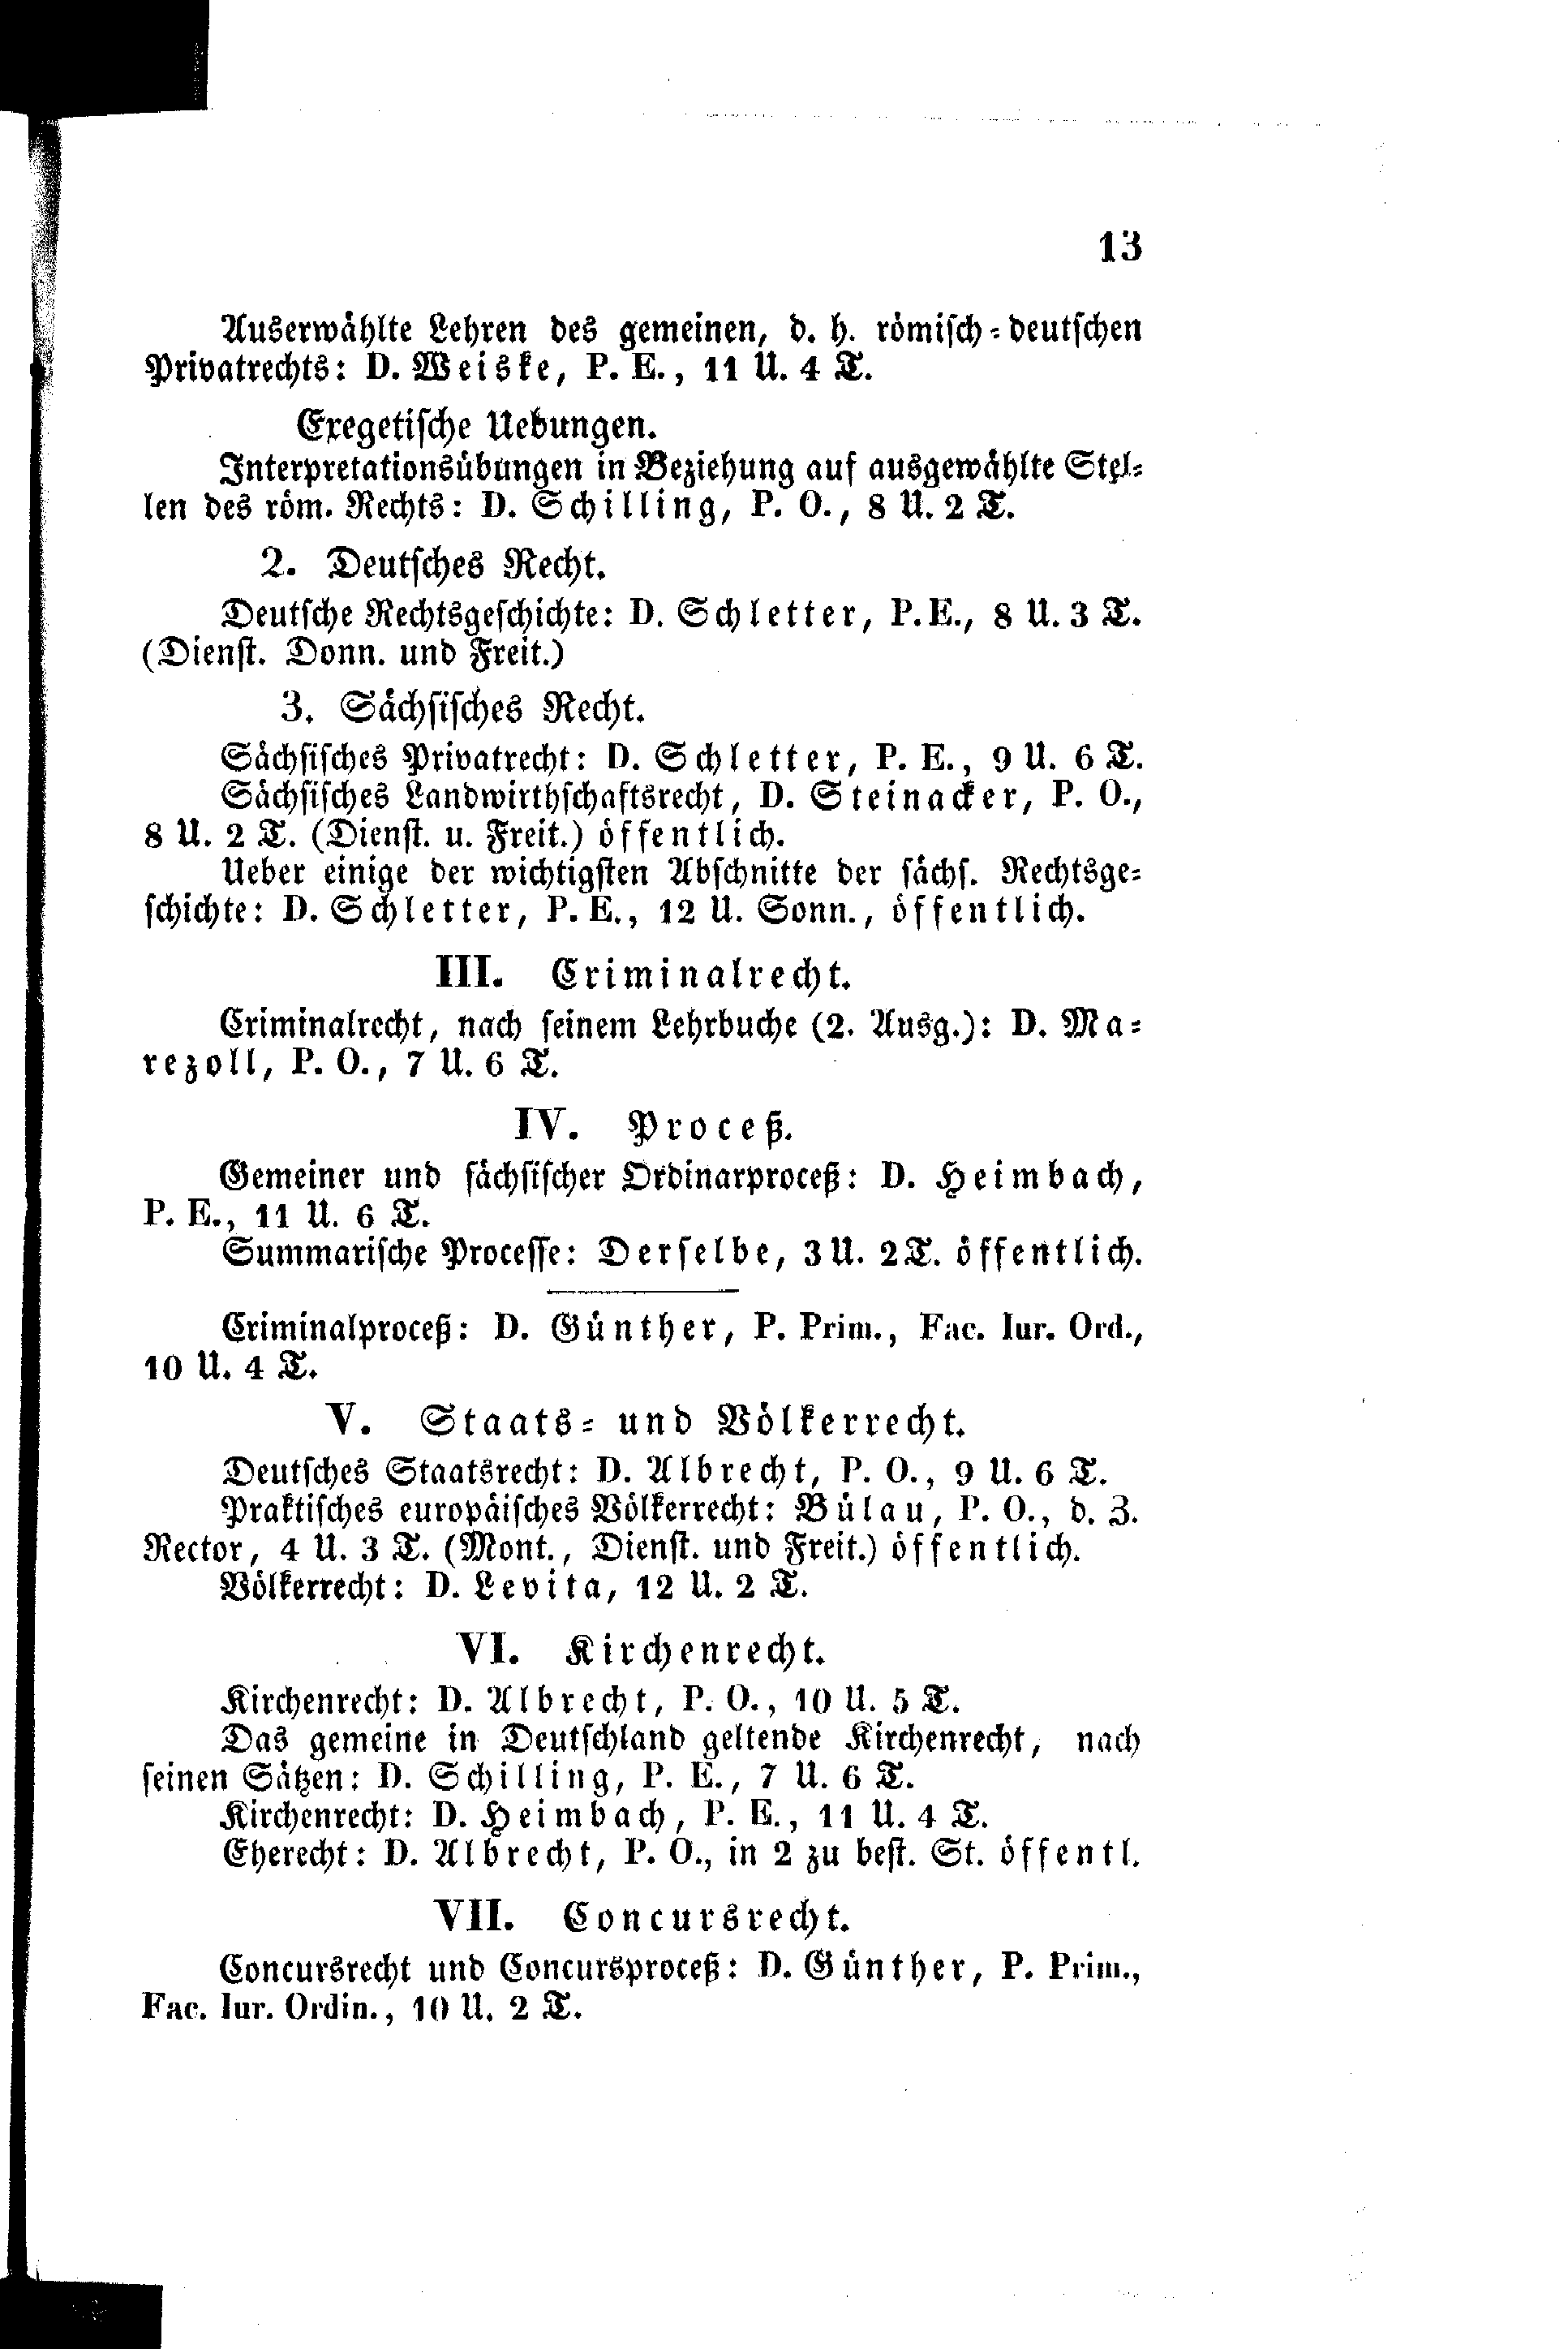 13
Auserwählte Lehren des gemeinen, d. h. römisch-deutschen
Privatrechts: D. Weiske, P. E., 11 U. 4 T.
Exegetische Uebungen.
Interpretationsübungen in Beziehung auf ausgewählte Stel-
len des röm. Rechts: D. Schilling, P. O., 8 U. 2 T.
2. Deutsches Recht.
Deutsche Rechtsgeschichte: D. Schletter, P. E., 8 U. 3 T.
(Dienst. Donn. und Freit.)
3. Sächsisches Recht.
Sächsisches Privatrecht: D. Schletter, P. E., 9 U. 6 T.
Sächsisches Landwirthschaftsrecht, D. Steinacker, P. O.,
8 U. 2 T. (Dienst. u. Freit.) öffentlich.
Ueber einige der wichtigsten Abschnitte der sächs. Rechtsge-
schichte: D. Schletter, P. E., 12 U. Sonn., öffentlich.
III. Criminalrecht.
Criminalrecht, nach seinem Lehrbuche (2. Ausg.): D. Ma-
rezoll, P. O., 7 U. 6 T.
IV. Proceß.
Gemeiner und sächsischer Ordinarproceß: D. Heimbach,
P. E., 11 U. 6 T.
Summarische Processe: Derselbe, 3 U. 2 T. öffentlich.
Criminalproceß: D. Günther, P. Prim., Fac. Iur. Ord.,
10 U. 4 T.
V. Staats- und Völkerrecht.
Deutsches Staatsrecht: D. Albrecht, P. O., 9 U. 6 T.
Praktisches europäisches Völkerrecht: Bülau, P. O., d. Z.
Rector, 4 U. 3 T. (Mont., Dienst. und Freit.) öffentlich.
Völkerrecht: D. Levita, 12 U. 2 T.
VI. Kirchenrecht.
Kirchenrecht: D. Albrecht, P. O., 10 U. 5 T.
Das gemeine in Deutschland geltende Kirchenrecht, nach
seinen Sätzen: D. Schilling, P. E., 7 U. 6 T.
Kirchenrecht: D. Heimbach, P. E., 11 U. 4 T.
Eherecht: D. Albrecht, P. O., in 2 zu best. St. öffentl.
VII. Concursrecht.
Concursrecht und Concursproceß: D. Günther, P. Prim.,
Fac. Iur. Ordin., 10 U. 2 T.